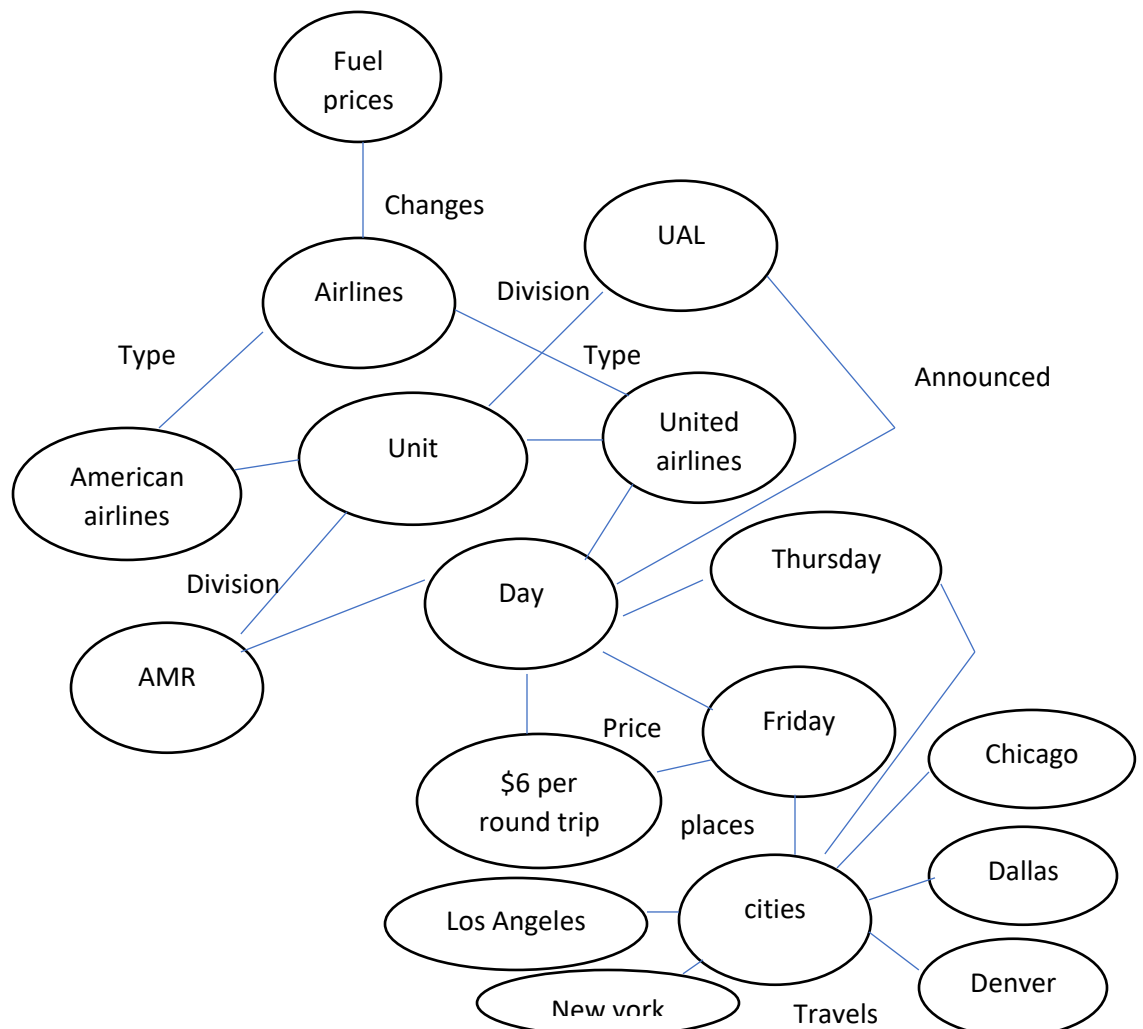 Fuel
prices
Changes
UAL
Airlines
Division
Type
Type
Announced
Unit
United
airlines
American
airlines
Thursday
Division
Day
AMR
Friday
Price
Chicago
$6 per
round trip
places
Dallas
cities
Los Angeles
Denver
New york
Travels